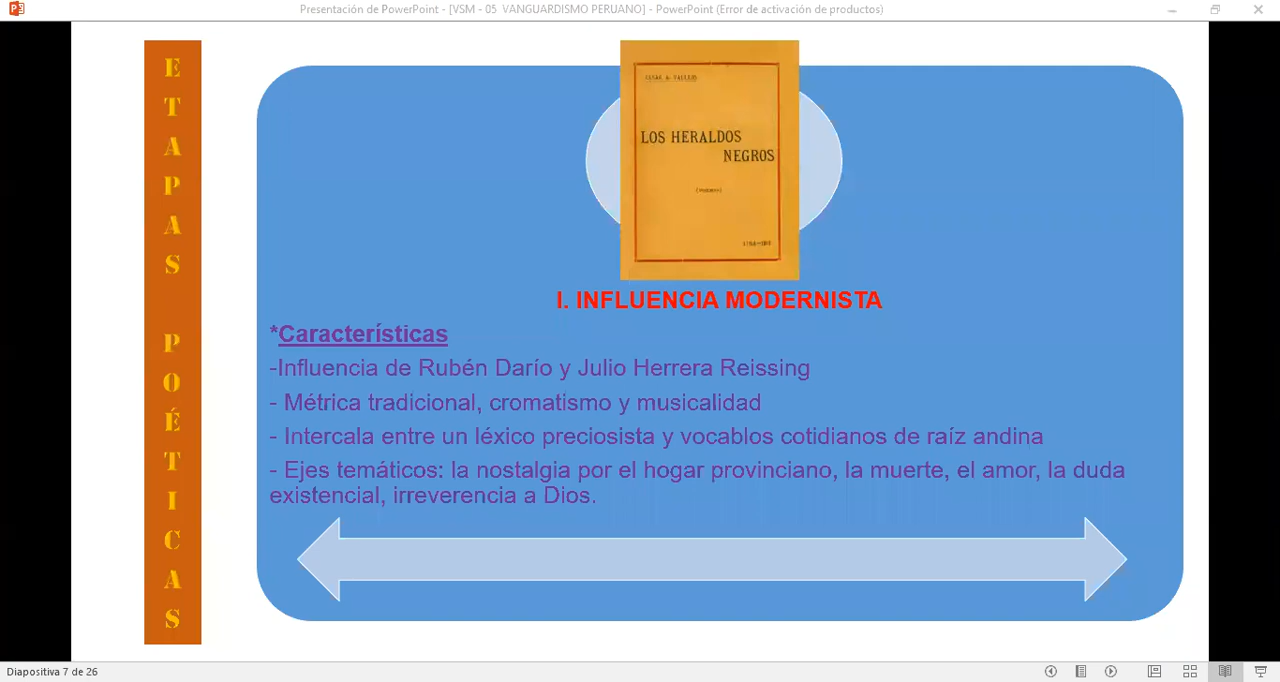 Presentación de PowerPoint - [VSM - 05 VANGUARDISMO PERUANO] - PowerPoint (Error de activación de productos)
ETAPAS POÉTICAS
LOS HERALDOS
NEGROS
I. INFLUENCIA MODERNISTA
*Características
-Influencia de Rubén Darío y Julio Herrera Reissing
- Métrica tradicional, cromatismo y musicalidad
- Intercala entre un léxico preciosista y vocablos cotidianos de raíz andina
- Ejes temáticos: la nostalgia por el hogar provinciano, la muerte, el amor, la duda
existencial, irreverencia a Dios.
Diapositiva 7 de 26